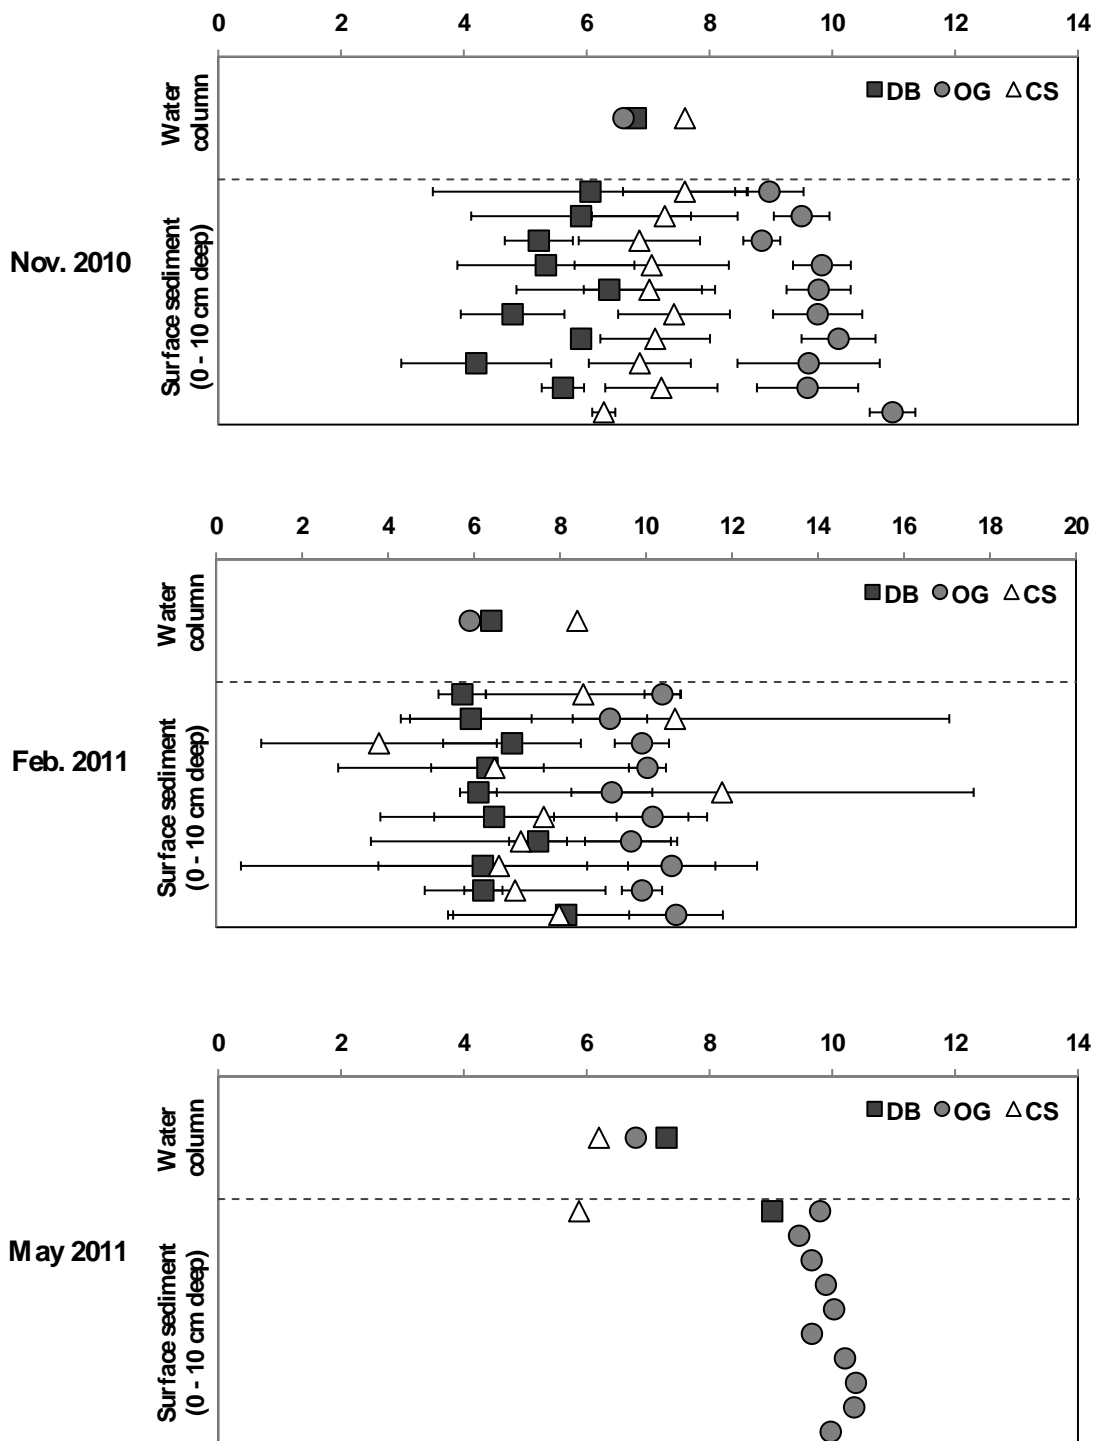 0 2 4 6 8 10 12 14
DB OG CS
Water
column
Nov. 2010
Surface sediment
(0 - 10 cm deep)
0 2 4 6 8 10 12 14 16 18 20
DB OG CS
Water
column
Feb. 2011
Surface sediment
(0 - 10 cm deep)
0 2 4 6 8 10 12 14
DB OG CS
Water
column
May 2011
Surface sediment
(0 - 10 cm deep)